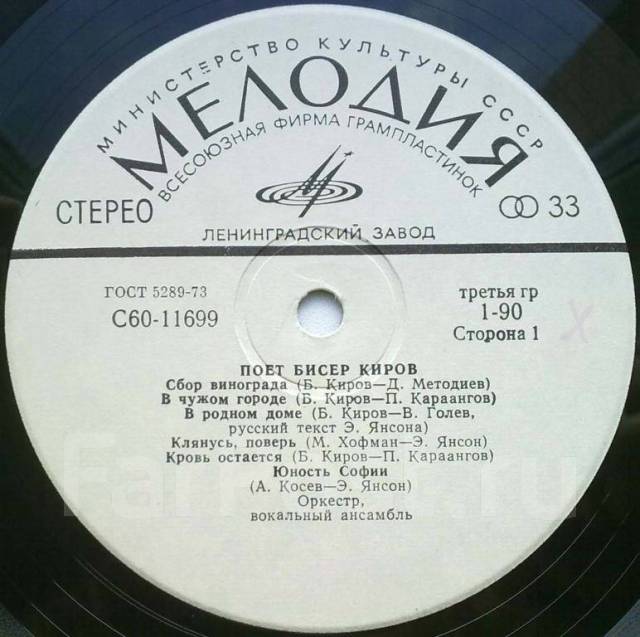 МИНИСТЕРСТВО КУЛЬТУРЫ СССР
МЕЛОДИЯ
ВСЕСОЮЗНАЯ ФИРМА ГРАМПЛАСТИНОК
СТЕРЕО
33
ЛЕНИНГРАДСКИЙ ЗАВОД
ГОСТ 5289-73
С60-11699
третья гр
1-90
Сторона 1
ПОЕТ БИСЕР КИРОВ
Сбор винограда (Б. Киров—Д. Методиев)
В чужом городе (Б. Киров—П. Караангов)
В родном доме (Б. Киров—В. Голев,
русский текст Э. Янсона)
Клянусь, поверь (М. Хофман—Э. Янсон)
Кровь остается (Б. Киров—П. Караангов)
Юность Софии
(А. Косев—Э. Янсон)
Оркестр,
вокальный ансамбль